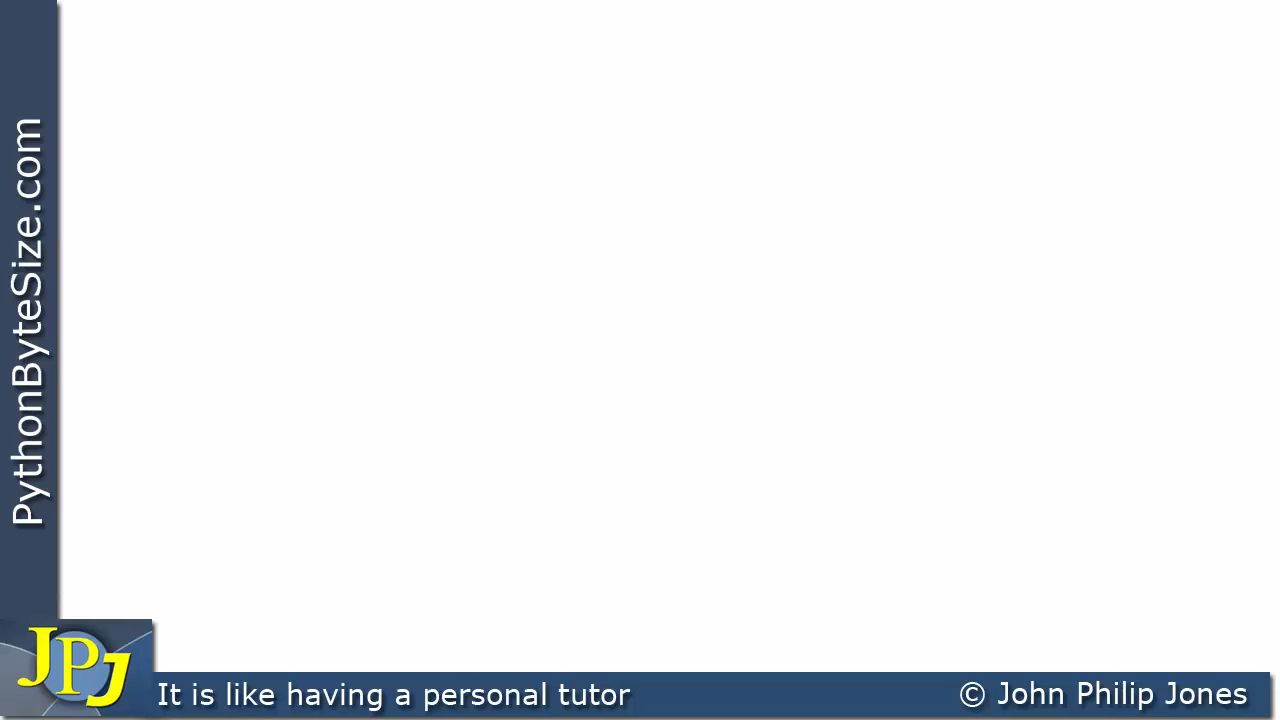 PythonByteSize.com
JPJ
It is like having a personal tutor
© John Philip Jones